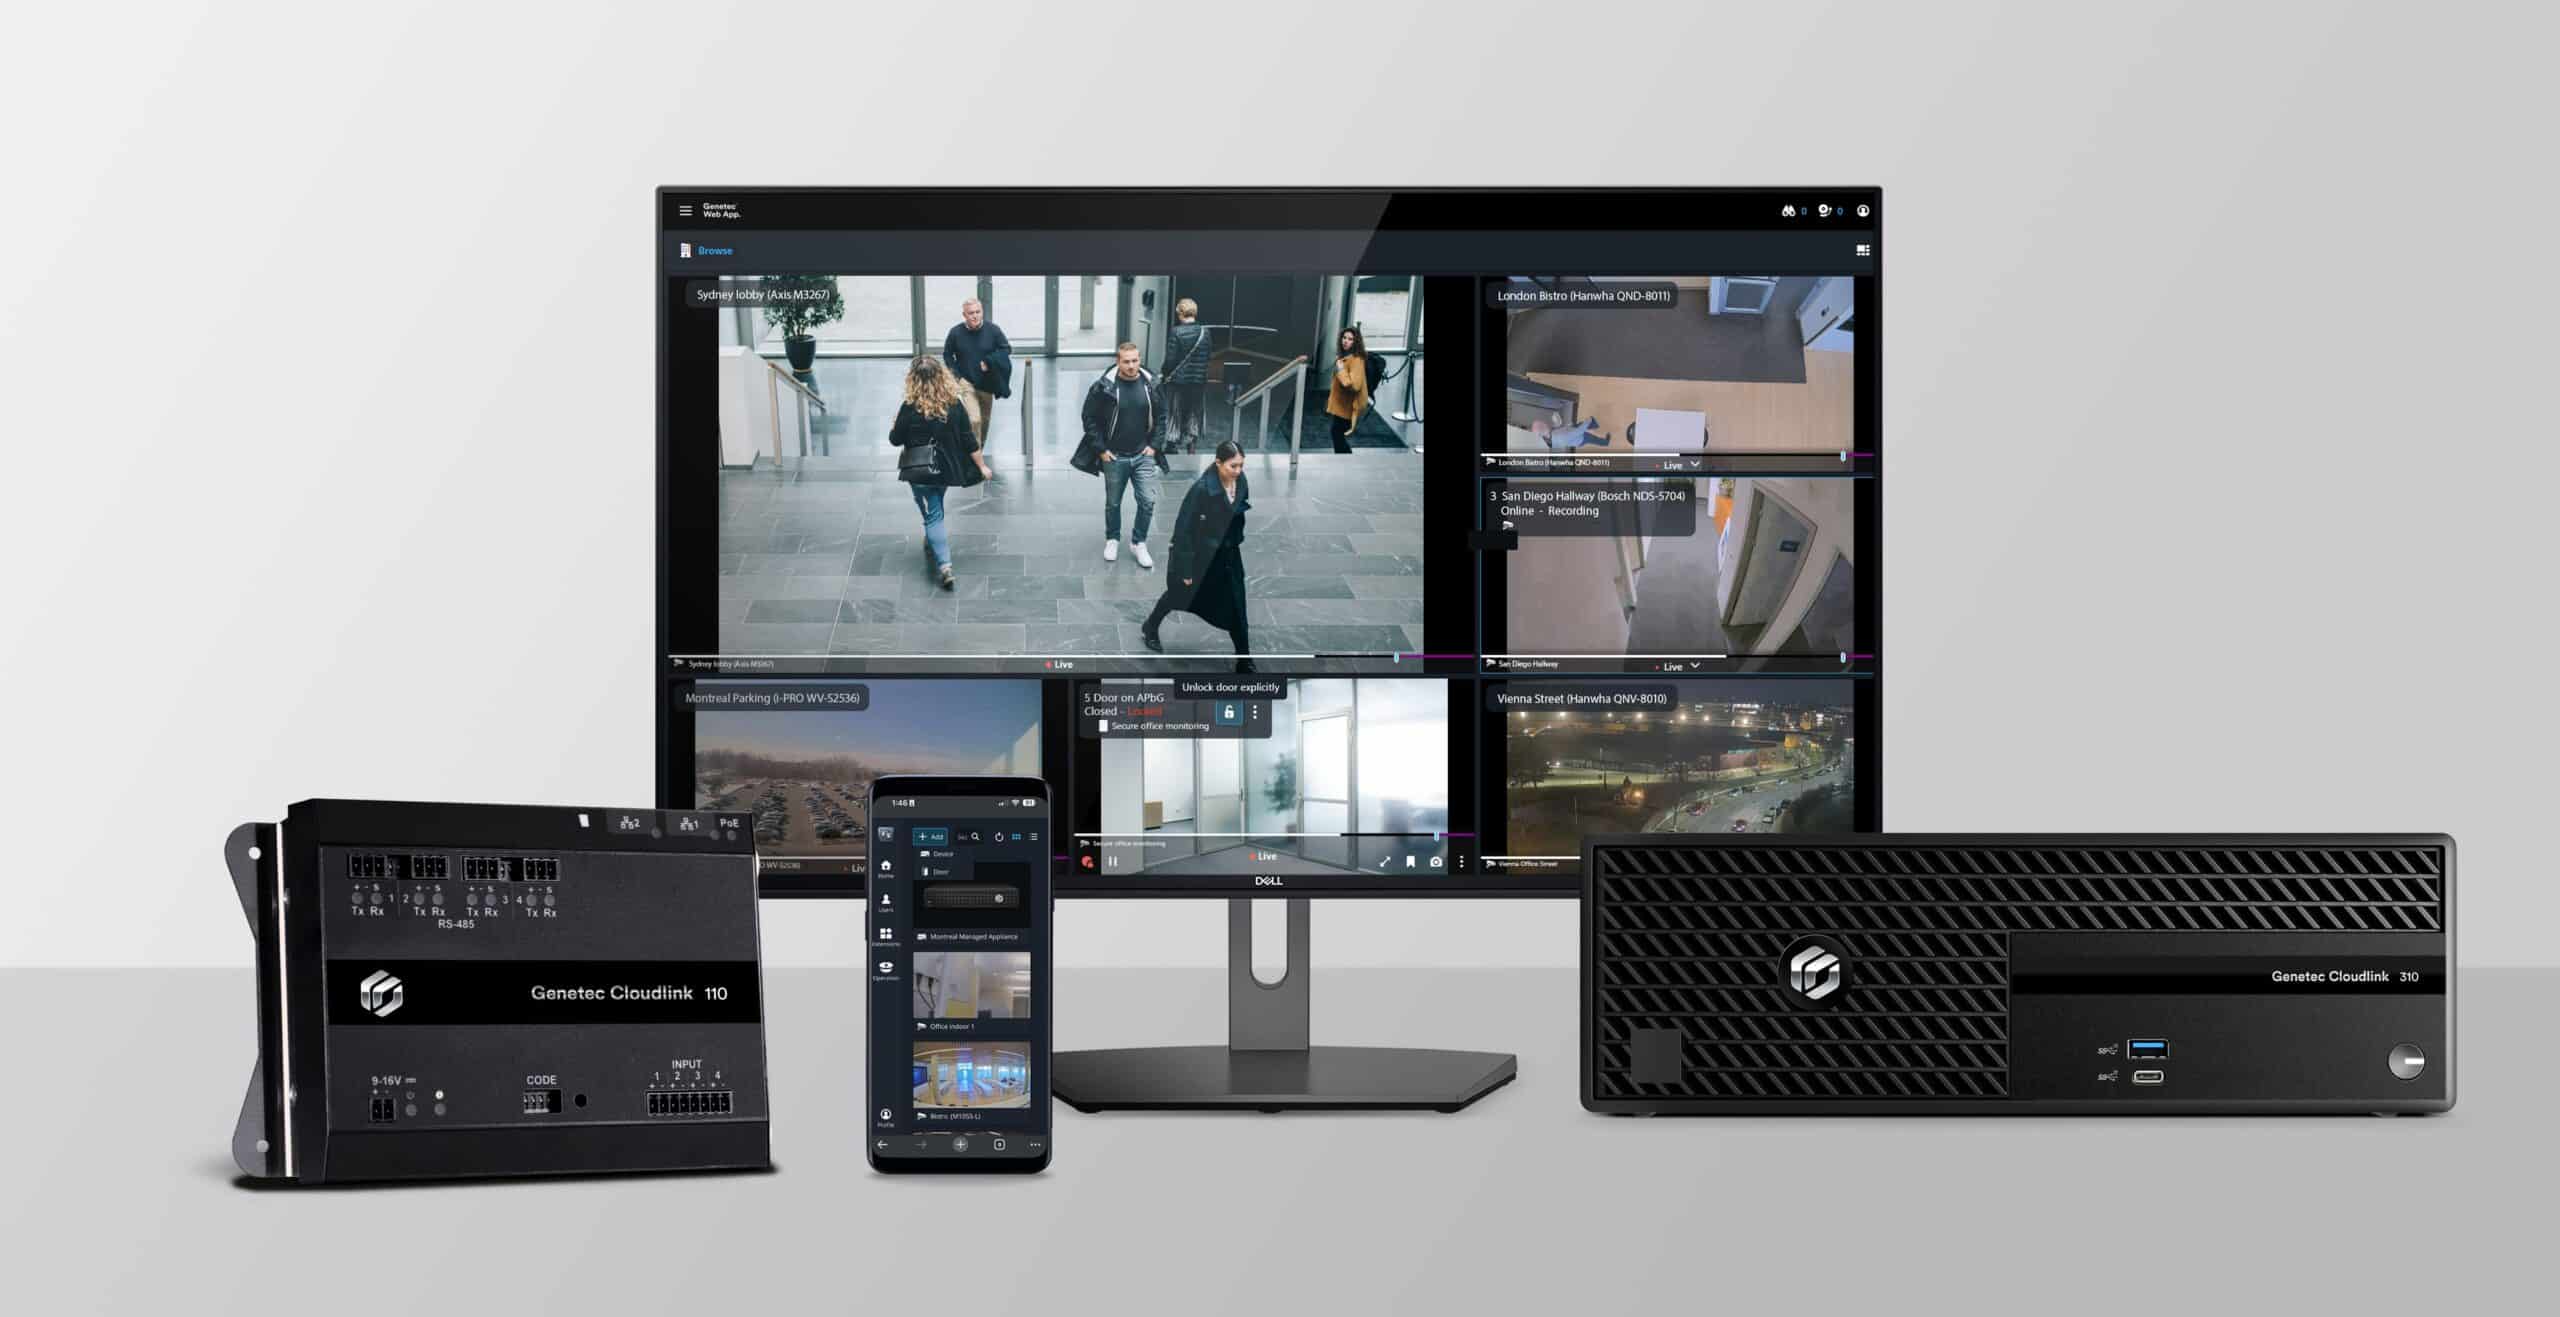 Genetec
Web App.
0
0
Browse
Sydney lobby (Axis M3267)
Sydney lobby (Axis M3267)
Live
London Bistro (Hanwha QND-8011)
London Bistro (Hanwha QND-8011)
Live
3 San Diego Hallway (Bosch NDS-5704)
Online - Recording
San Diego Hallway
Live
Montreal Parking (i-PRO WV-S2536)
Unlock door explicitly
5 Door on APbG
Closed - Locked
Secure office monitoring
Secure office monitoring
Live
Vienna Street (Hanwha QNV-8010)
Vienna Office Street
DELL
2
1
PoE
+ - S
+ - S
+ - S
Tx Rx 1
2 Tx Rx
Tx Rx 3
4 Tx Rx
RS-485
Genetec Cloudlink 110
9-16V
+ -
CODE
INPUT
1 2 3 4
+ - + - + - + -
1:46
+ Add
Device
Door
Home
Users
Extensions
Operation
Profile
Montreal Managed Appliance
Office indoor 1
Bistro (M1055-L)
Genetec Cloudlink 310
SS
SS